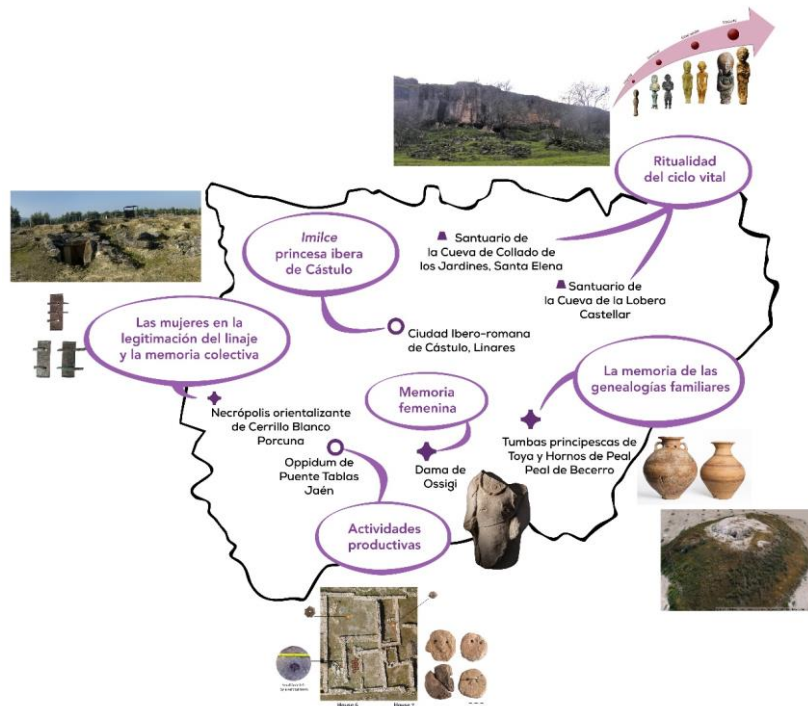 Ritualidad
del ciclo vital
Imilce
princesa ibera
de Cástulo
Santuario de
la Cueva de Collado de
los Jardines, Santa Elena
Santuario de
la Cueva de la Lobera
Castellar
Las mujeres en la
legitimación del linaje
y la memoria colectiva
Ciudad Ibero-romana
de Cástulo, Linares
La memoria de las
genealogías familiares
Memoria
femenina
Necrópolis orientalizante
de Cerrillo Blanco
Porcuna
Tumbas principescas de
Toya y Hornos de Peal
Peal de Becerro
Oppidum de
Puente Tablas
Jaén
Dama de
Ossigi
Actividades
productivas